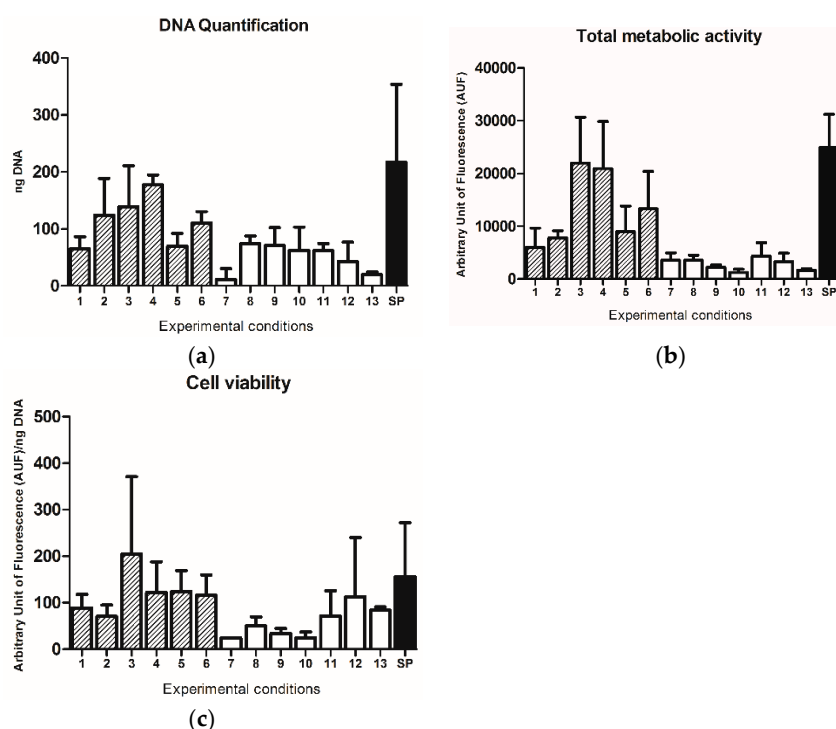 DNA Quantification
400
300
200
100
0
ng DNA
1 2 3 4 5 6 7 8 9 10 11 12 13 SP
Experimental conditions
(a)
Total metabolic activity
40000
30000
20000
10000
0
Arbitrary Unit of Fluorescence (AUF)
1 2 3 4 5 6 7 8 9 10 11 12 13 SP
Experimental conditions
(b)
Cell viability
500
400
300
200
100
0
Arbitrary Unit of Fluorescence (AUF)/ng DNA
1 2 3 4 5 6 7 8 9 10 11 12 13 SP
Experimental conditions
(c)